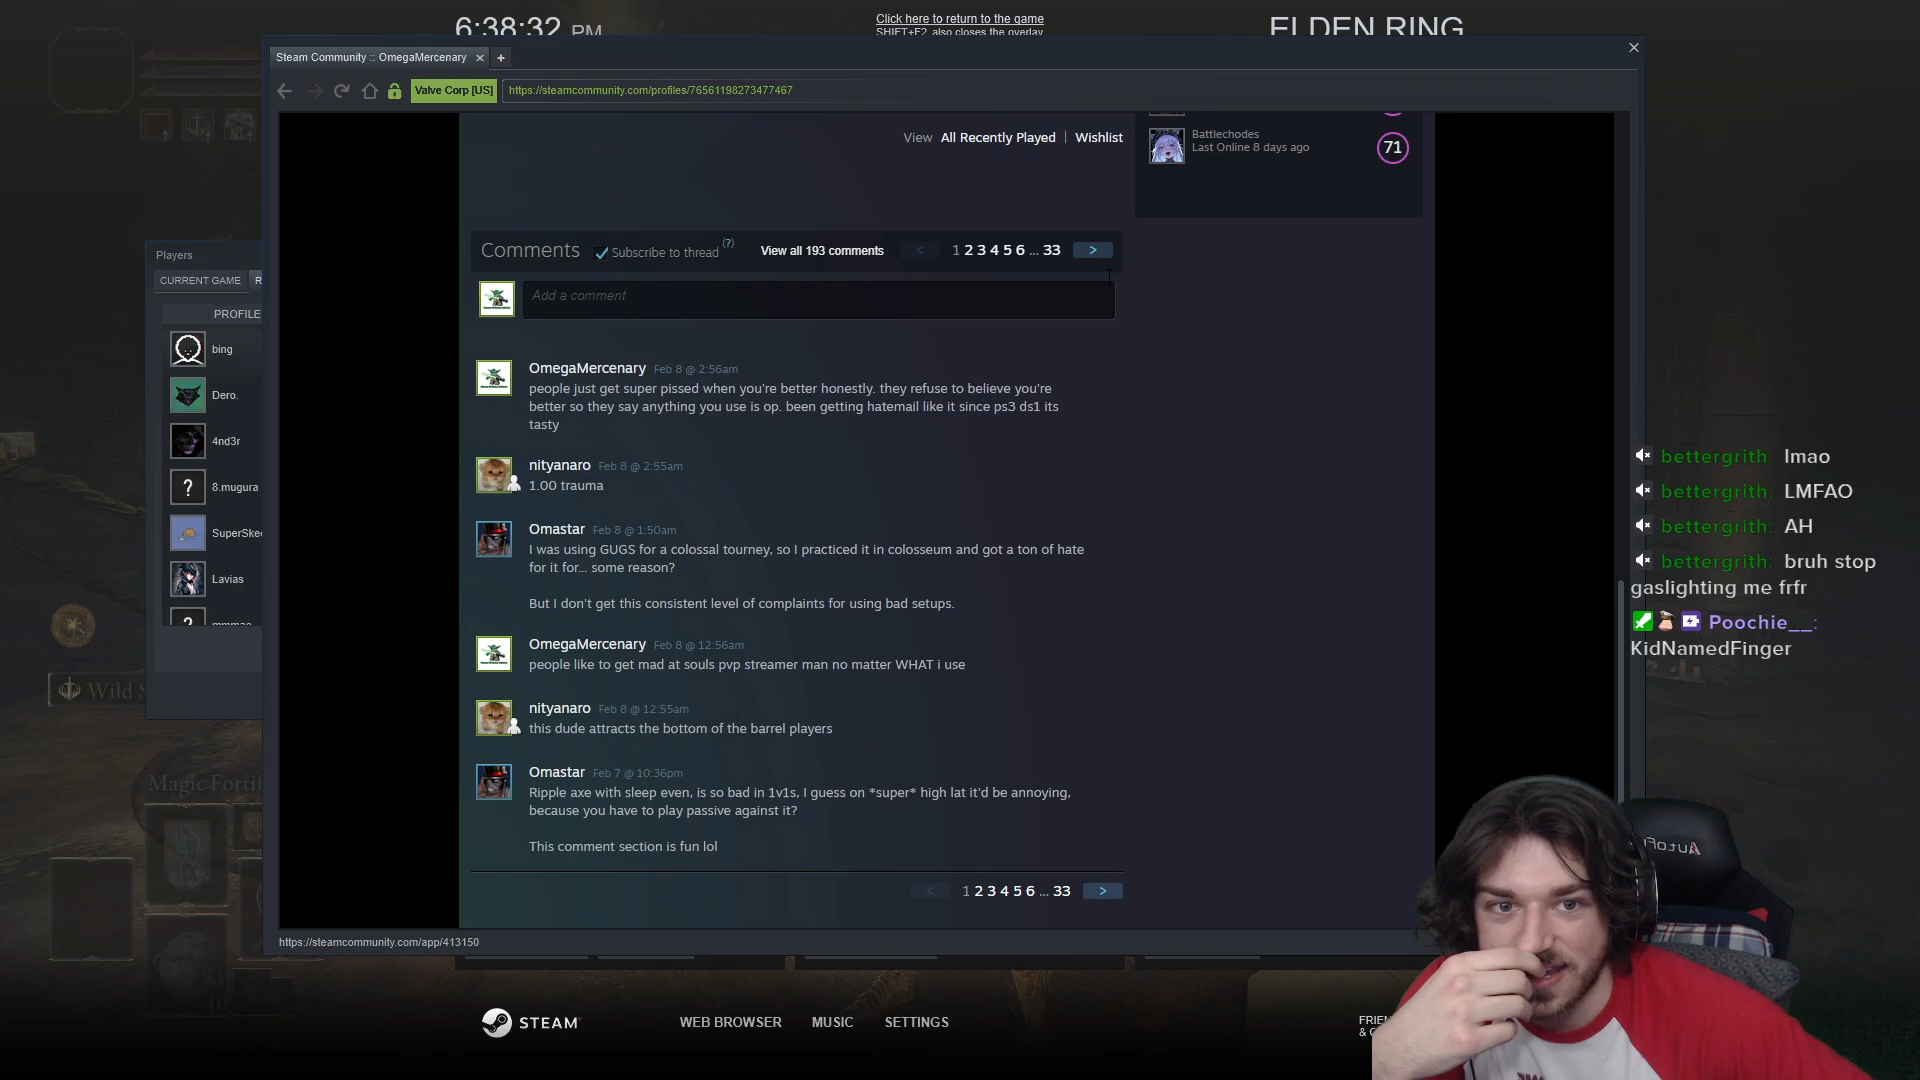 6:38:32 PM
Click here to return to the game
SHIFT+F2 also closes the overlay
ELDEN RING
Steam Community :: OmegaMercenary
Valve Corp [US]
https://steamcommunity.com/profiles/76561198273477467
View All Recently Played | Wishlist
Battlechodes
Last Online 8 days ago
71
Comments
Subscribe to thread (?)
View all 193 comments
< 1 2 3 4 5 6 ... 33 >
Add a comment
Players
CURRENT GAME
PROFILE
bing
Dero.
4nd3r
8.mugura
SuperSke
Lavias
OmegaMercenary Feb 8 @ 2:56am
people just get super pissed when you're better honestly. they refuse to believe you're
better so they say anything you use is op. been getting hatemail like it since ps3 ds1 its
tasty
nityanaro Feb 8 @ 2:55am
1.00 trauma
Omastar Feb 8 @ 1:50am
I was using GUGS for a colossal tourney, so I practiced it in colosseum and got a ton of hate
for it for... some reason?
But I don't get this consistent level of complaints for using bad setups.
OmegaMercenary Feb 8 @ 12:56am
people like to get mad at souls pvp streamer man no matter WHAT i use
nityanaro Feb 8 @ 12:55am
this dude attracts the bottom of the barrel players
Omastar Feb 7 @ 10:36pm
Ripple axe with sleep even, is so bad in 1v1s, I guess on *super* high lat it'd be annoying,
because you have to play passive against it?
This comment section is fun lol
< 1 2 3 4 5 6 ... 33 >
https://steamcommunity.com/app/413150
Wild
Magic Fortif
bettergrith: lmao
bettergrith: LMFAO
bettergrith: AH
bettergrith: bruh stop
gaslighting me frfr
Poochie__:
KidNamedFinger
STEAM
WEB BROWSER
MUSIC
SETTINGS